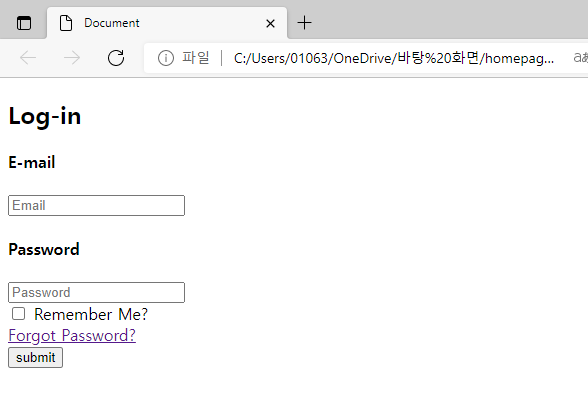 Document
파일 C:/Users/01063/OneDrive/바탕%20화면/homepag...
Log-in
E-mail
Email
Password
Password
Remember Me?
Forgot Password?
submit